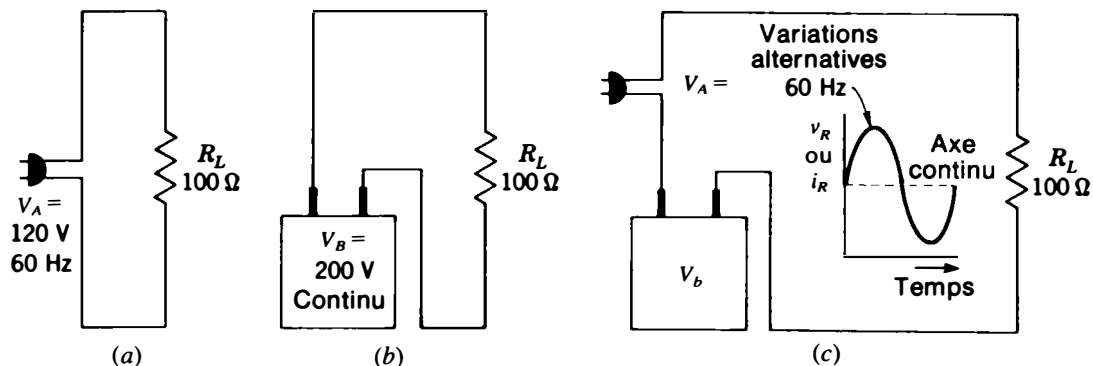 R_L
100 Ω
V_A =
120 V
60 Hz
(a)
R_L
100 Ω
V_B =
200 V
Continu
(b)
V_A =
Variations
alternatives
60 Hz
v_R
ou
i_R
Axe
continu
Temps
R_L
100 Ω
V_b
(c)